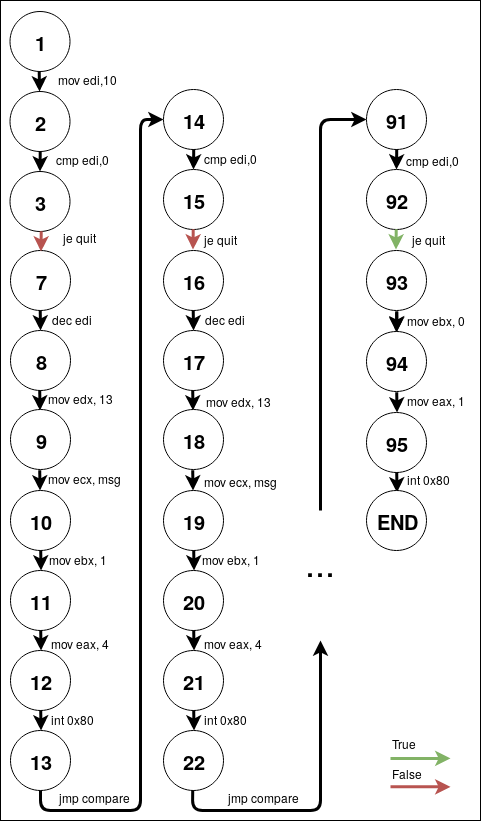 1
mov edi,10
2
cmp edi,0
3
je quit
7
dec edi
8
mov edx, 13
9
mov ecx, msg
10
mov ebx, 1
11
mov eax, 4
12
int 0x80
13
jmp compare
14
cmp edi,0
15
je quit
16
dec edi
17
mov edx, 13
18
mov ecx, msg
19
mov ebx, 1
20
mov eax, 4
21
int 0x80
22
jmp compare
...
91
cmp edi,0
92
je quit
93
mov ebx, 0
94
mov eax, 1
95
int 0x80
END
True
False